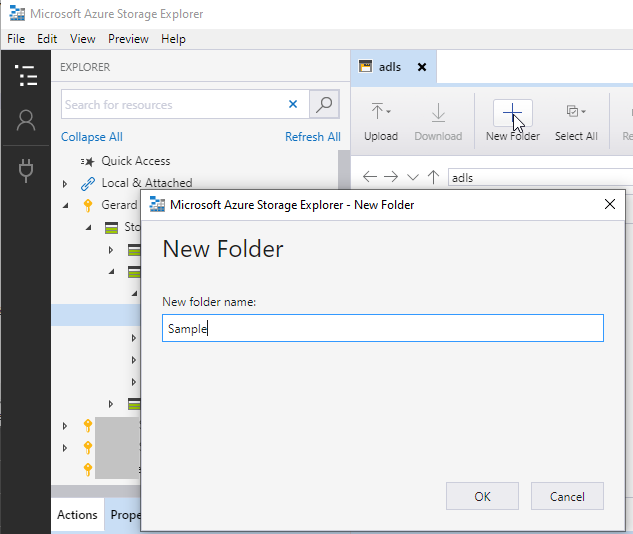 Microsoft Azure Storage Explorer
File Edit View Preview Help
EXPLORER
Search for resources
Collapse All Refresh All
Quick Access
Local & Attached
Gerard
Sto
adls
Upload Download New Folder Select All Re
adls
Microsoft Azure Storage Explorer - New Folder
New Folder
New folder name:
Sample
OK Cancel
Actions Prope